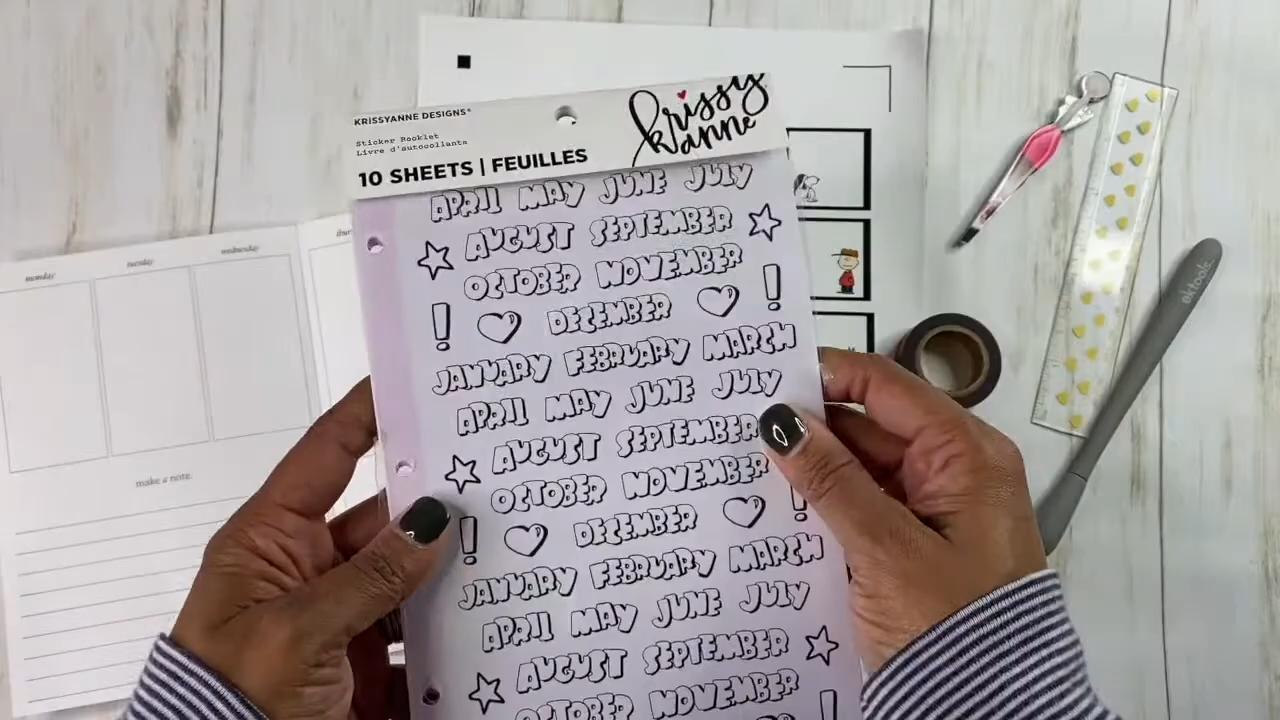 KRISSYANNE DESIGNS®
Sticker Booklet
Livre d'autocollants
10 SHEETS | FEUILLES
krissy
anne
APRIL MAY JUNE JULY
AUGUST SEPTEMBER
OCTOBER NOVEMBER
! DECEMBER !
JANUARY FEBRUARY MARCH
APRIL MAY JUNE JULY
AUGUST SEPTEMBER
OCTOBER NOVEMBER
! DECEMBER !
JANUARY FEBRUARY MARCH
APRIL MAY JUNE JULY
AUGUST SEPTEMBER
OCTOBER NOVEMBER
!
monday tuesday wednesday
make a note.
ek tools